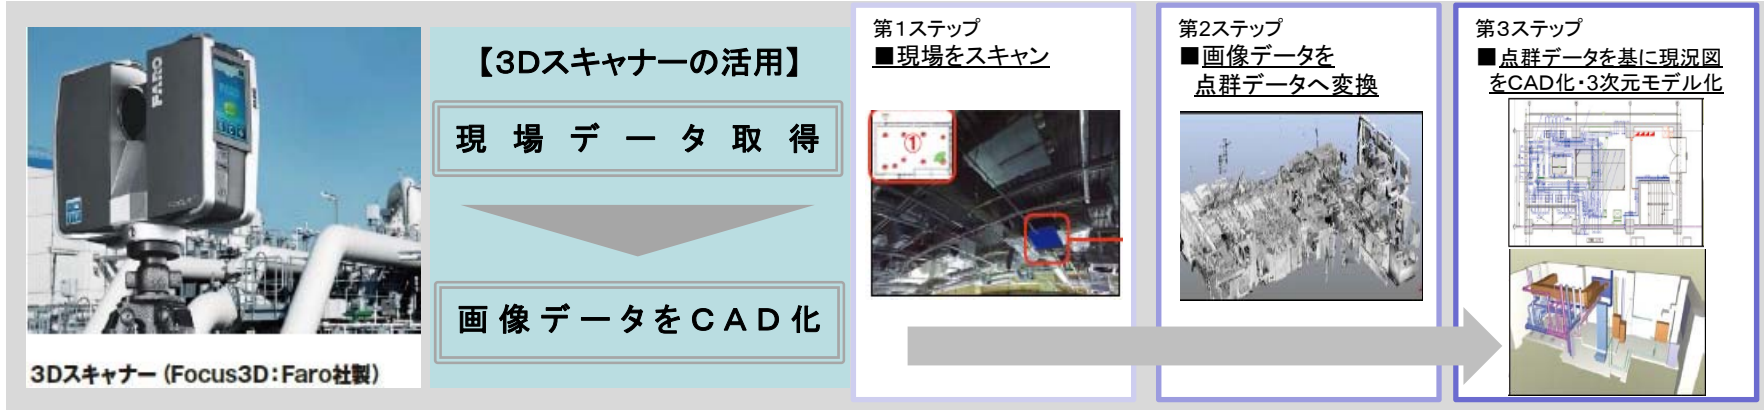 FARO
3Dスキャナー（Focus3D：Faro社製）
【3Dスキャナーの活用】
現場データ取得
画像データをCAD化
第1ステップ
■現場をスキャン
①
第2ステップ
■画像データを
点群データへ変換
第3ステップ
■点群データを基に現況図
をCAD化・3次元モデル化